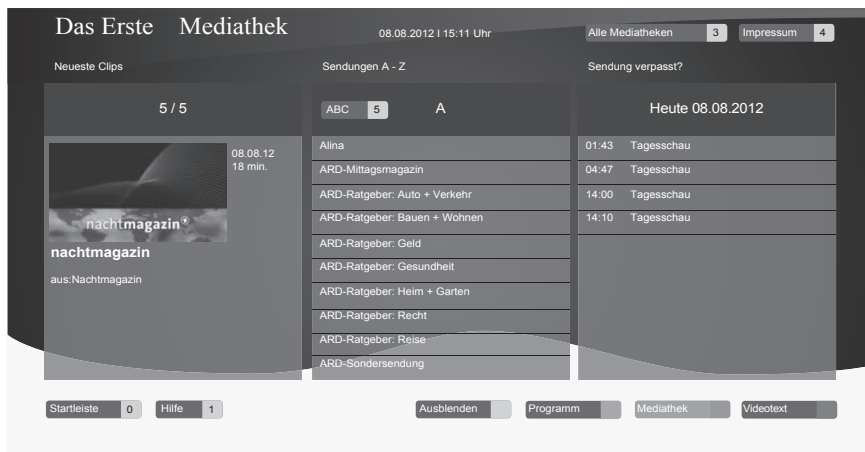 Das Erste Mediathek
08.08.2012 I 15:11 Uhr
Alle Mediatheken 3
Impressum 4
Neueste Clips
Sendungen A - Z
Sendung verpasst?
5 / 5
08.08.12
18 min.
nachtmagazin
nachtmagazin
aus:Nachtmagazin
ABC 5
A
Alina
ARD-Mittagsmagazin
ARD-Ratgeber: Auto + Verkehr
ARD-Ratgeber: Bauen + Wohnen
ARD-Ratgeber: Geld
ARD-Ratgeber: Gesundheit
ARD-Ratgeber: Heim + Garten
ARD-Ratgeber: Recht
ARD-Ratgeber: Reise
ARD-Sondersendung
Heute 08.08.2012
01:43 Tagesschau
04:47 Tagesschau
14:00 Tagesschau
14:10 Tagesschau
Startleiste 0
Hilfe 1
Ausblenden
Programm
Mediathek
Videotext